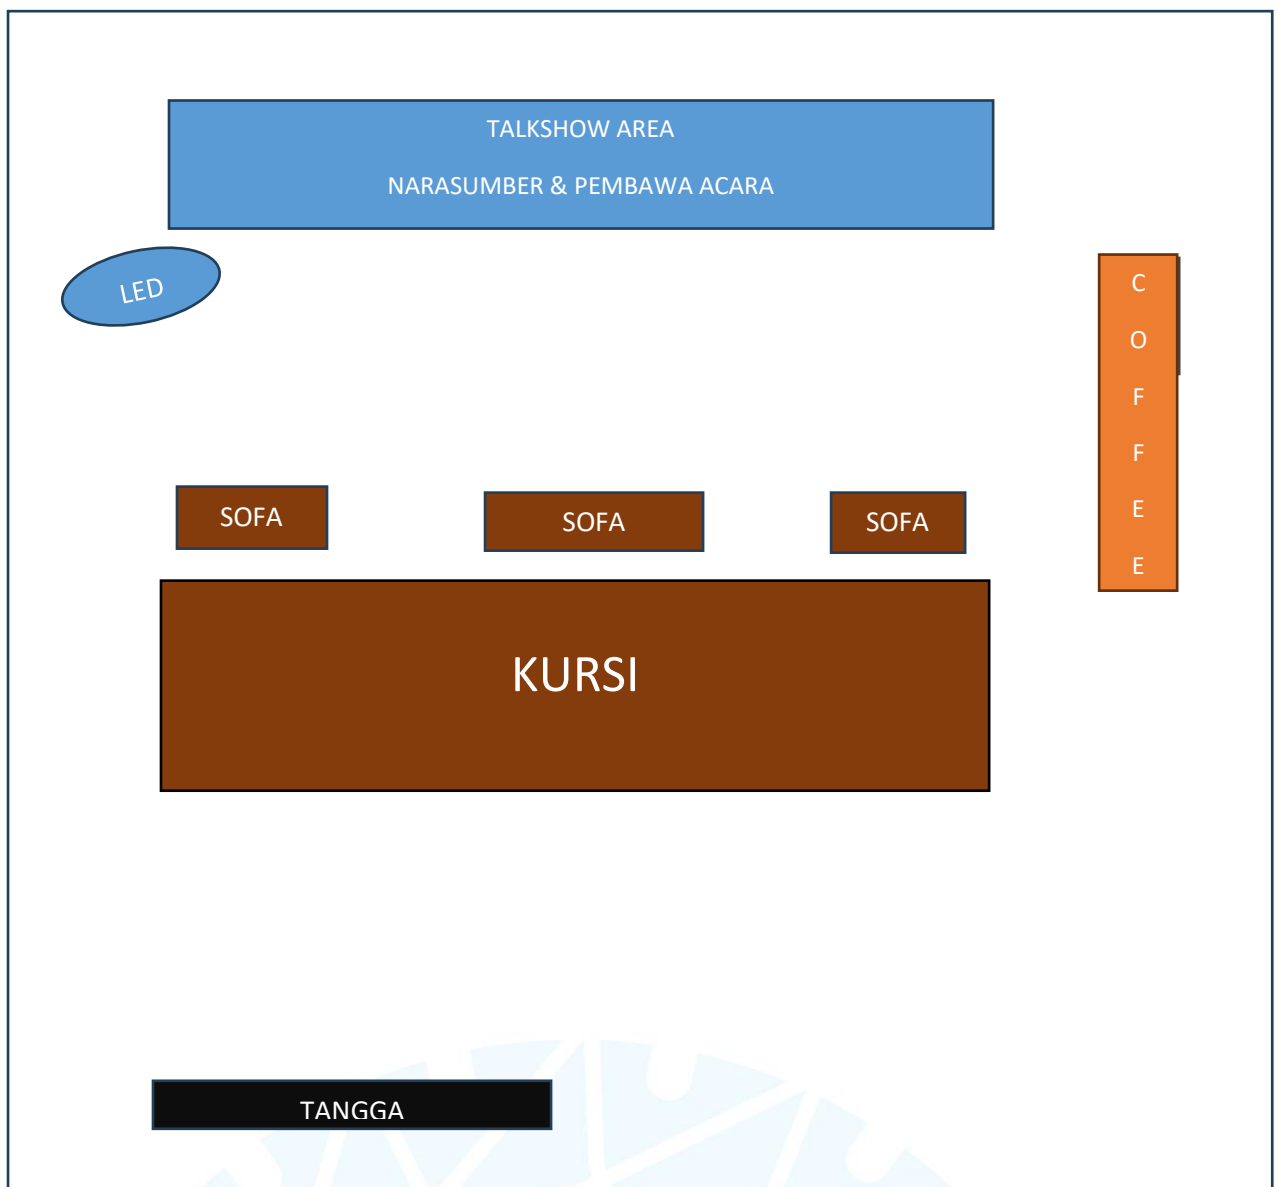 TALKSHOW AREA
NARASUMBER & PEMBAWA ACARA
LED
C
O
F
F
E
E
SOFA
SOFA
SOFA
KURSI
TANGGA